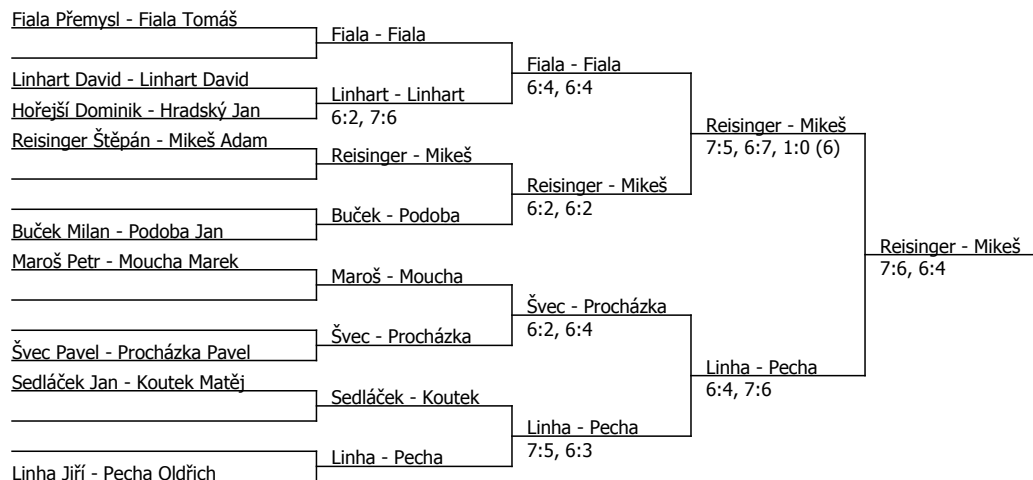 Fiala Přemysl - Fiala Tomáš
Linhart David - Linhart David
Hořejší Dominik - Hradský Jan
Reisinger Štěpán - Mikeš Adam
Buček Milan - Podoba Jan
Maroš Petr - Moucha Marek
Švec Pavel - Procházka Pavel
Sedláček Jan - Koutek Matěj
Linha Jiří - Pecha Oldřich
Fiala - Fiala
Linhart - Linhart
6:2, 7:6
Reisinger - Mikeš
Buček - Podoba
Maroš - Moucha
Švec - Procházka
Sedláček - Koutek
Linha - Pecha
Fiala - Fiala
6:4, 6:4
Reisinger - Mikeš
6:2, 6:2
Švec - Procházka
6:2, 6:4
Linha - Pecha
7:5, 6:3
Reisinger - Mikeš
7:5, 6:7, 1:0 (6)
Linha - Pecha
6:4, 7:6
Reisinger - Mikeš
7:6, 6:4